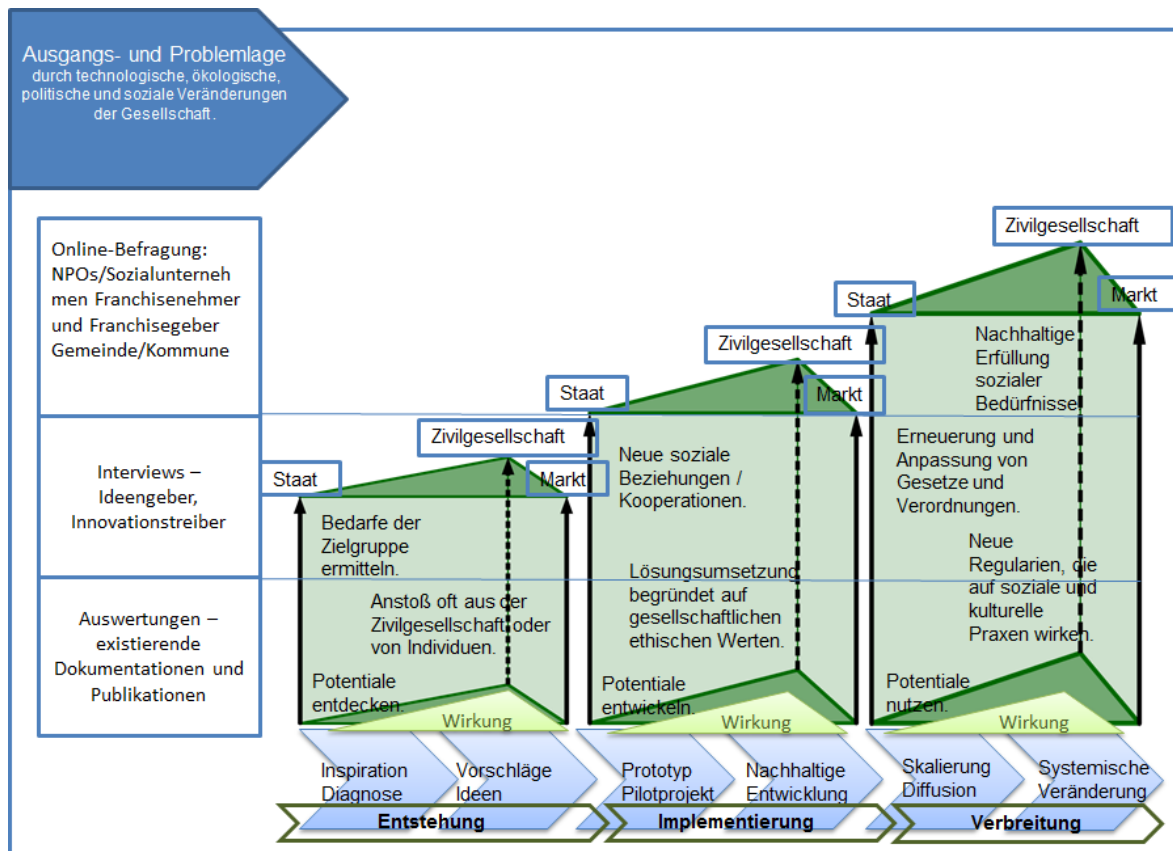 Ausgangs- und Problemlage
durch technologische, ökologische,
politische und soziale Veränderungen
der Gesellschaft.
Online-Befragung:
NPOs/Sozialunterneh
men Franchisenehmer
und Franchisegeber
Gemeinde/Kommune
Interviews –
Ideengeber,
Innovationstreiber
Auswertungen –
existierende
Dokumentationen und
Publikationen
Staat
Zivilgesellschaft
Markt
Bedarfe der
Zielgruppe
ermitteln.
Anstoß oft aus der
Zivilgesellschaft oder
von Individuen.
Potentiale
entdecken.
Wirkung
Inspiration
Diagnose
Vorschläge
Ideen
Entstehung
Staat
Zivilgesellschaft
Markt
Neue soziale
Beziehungen /
Kooperationen.
Lösungsumsetzung
begründet auf
gesellschaftlichen
ethischen Werten.
Potentiale
entwickeln.
Wirkung
Prototyp
Pilotprojekt
Nachhaltige
Entwicklung
Implementierung
Staat
Zivilgesellschaft
Markt
Nachhaltige
Erfüllung
sozialer
Bedürfnisse
Erneuerung und
Anpassung von
Gesetze und
Verordnungen.
Neue
Regularien, die
auf soziale und
kulturelle
Praxen wirken.
Potentiale
nutzen.
Wirkung
Skalierung
Diffusion
Systemische
Veränderung
Verbreitung